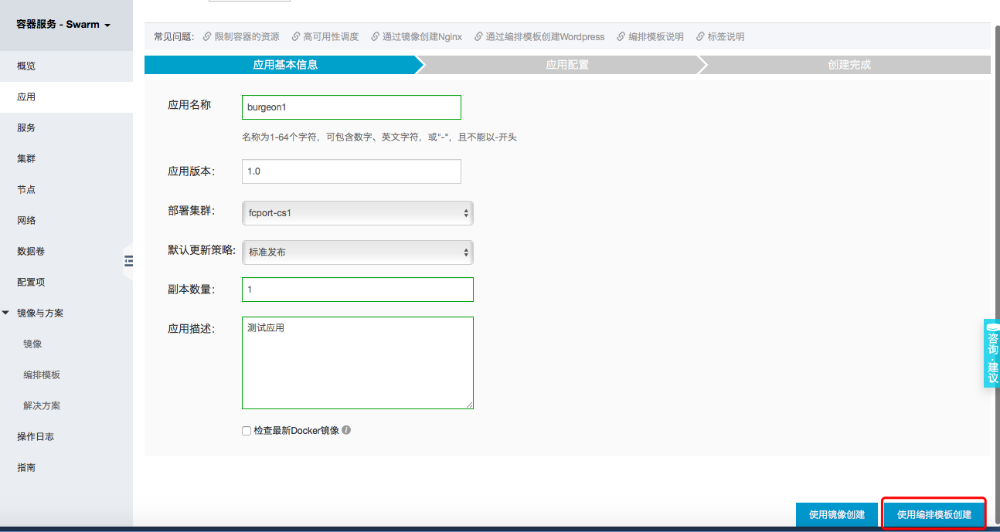 容器服务 - Swarm
概览
应用
服务
集群
节点
网络
数据卷
配置项
镜像与方案
镜像
编排模板
解决方案
操作日志
指南
常见问题: 限制容器的资源 高可用性调度 通过镜像创建Nginx 通过编排模板创建Wordpress 编排模板说明 标签说明
应用基本信息 应用配置 创建完成
应用名称 burgeon1
名称为1-64个字符，可包含数字、英文字符，或"-"，且不能以-开头
应用版本: 1.0
部署集群: fcport-cs1
默认更新策略: 标准发布
副本数量: 1
应用描述: 测试应用
检查最新Docker镜像
使用镜像创建 使用编排模板创建
咨询·建议